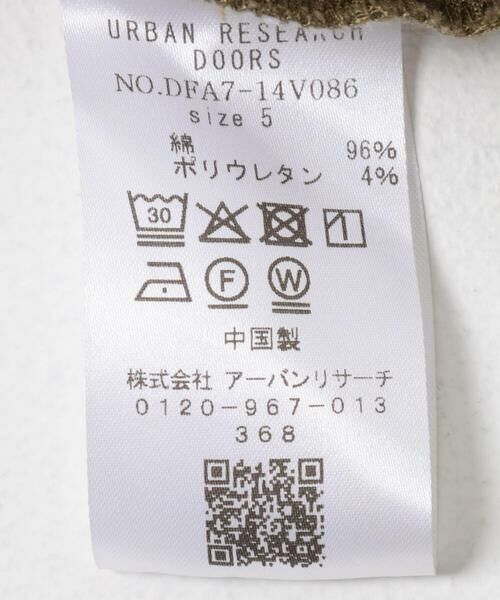 URBAN RESEARCH
DOORS
NO.DFA7-14V086
size 5
綿 96%
ポリウレタン 4%
30
F W
中国製
株式会社 アーバンリサーチ
0120-967-013
368